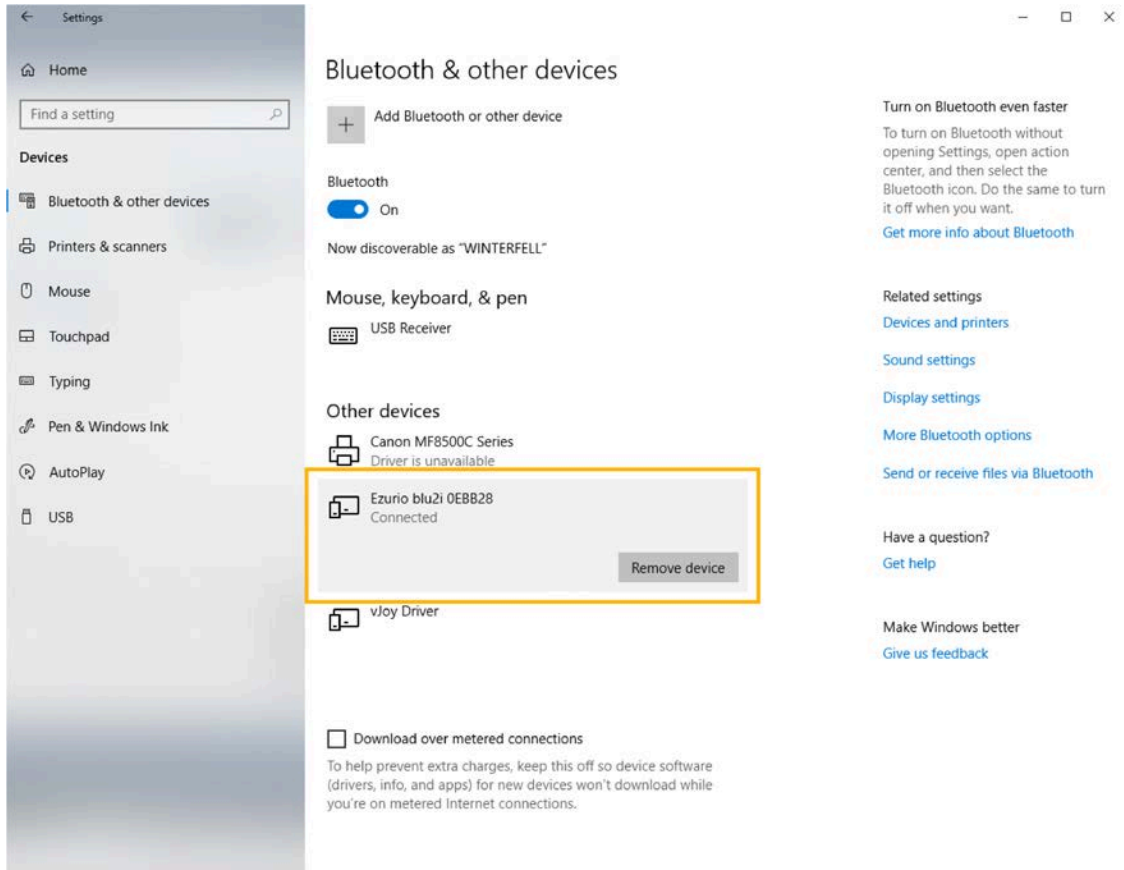 Settings
Home
Find a setting
Devices
Bluetooth & other devices
Printers & scanners
Mouse
Touchpad
Typing
Pen & Windows Ink
AutoPlay
USB
Bluetooth & other devices
Add Bluetooth or other device
Bluetooth
On
Now discoverable as "WINTERFELL"
Mouse, keyboard, & pen
USB Receiver
Other devices
Canon MF8500C Series
Driver is unavailable
Ezurio blu2i 0EBB28
Connected
Remove device
vJoy Driver
Download over metered connections
To help prevent extra charges, keep this off so device software
(drivers, info, and apps) for new devices won't download while
you're on metered Internet connections.
Turn on Bluetooth even faster
To turn on Bluetooth without
opening Settings, open action
center, and then select the
Bluetooth icon. Do the same to turn
it off when you want.
Get more info about Bluetooth
Related settings
Devices and printers
Sound settings
Display settings
More Bluetooth options
Send or receive files via Bluetooth
Have a question?
Get help
Make Windows better
Give us feedback